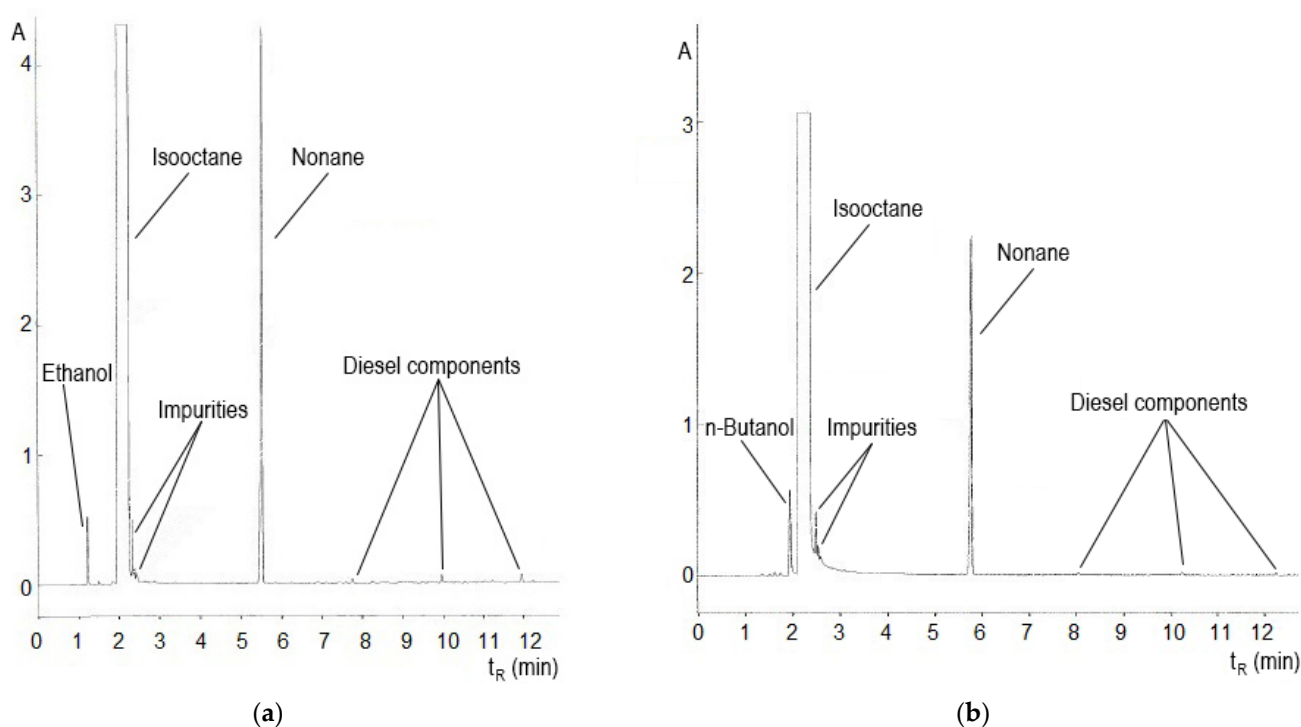 A
4
3
2
1
0
Isooctane
Nonane
Ethanol
Impurities
Diesel components
0 1 2 3 4 5 6 7 8 9 10 11 12
tR (min)
(a)
A
3
2
1
0
Isooctane
Nonane
n-Butanol
Impurities
Diesel components
0 1 2 3 4 5 6 7 8 9 10 11 12
tR (min)
(b)